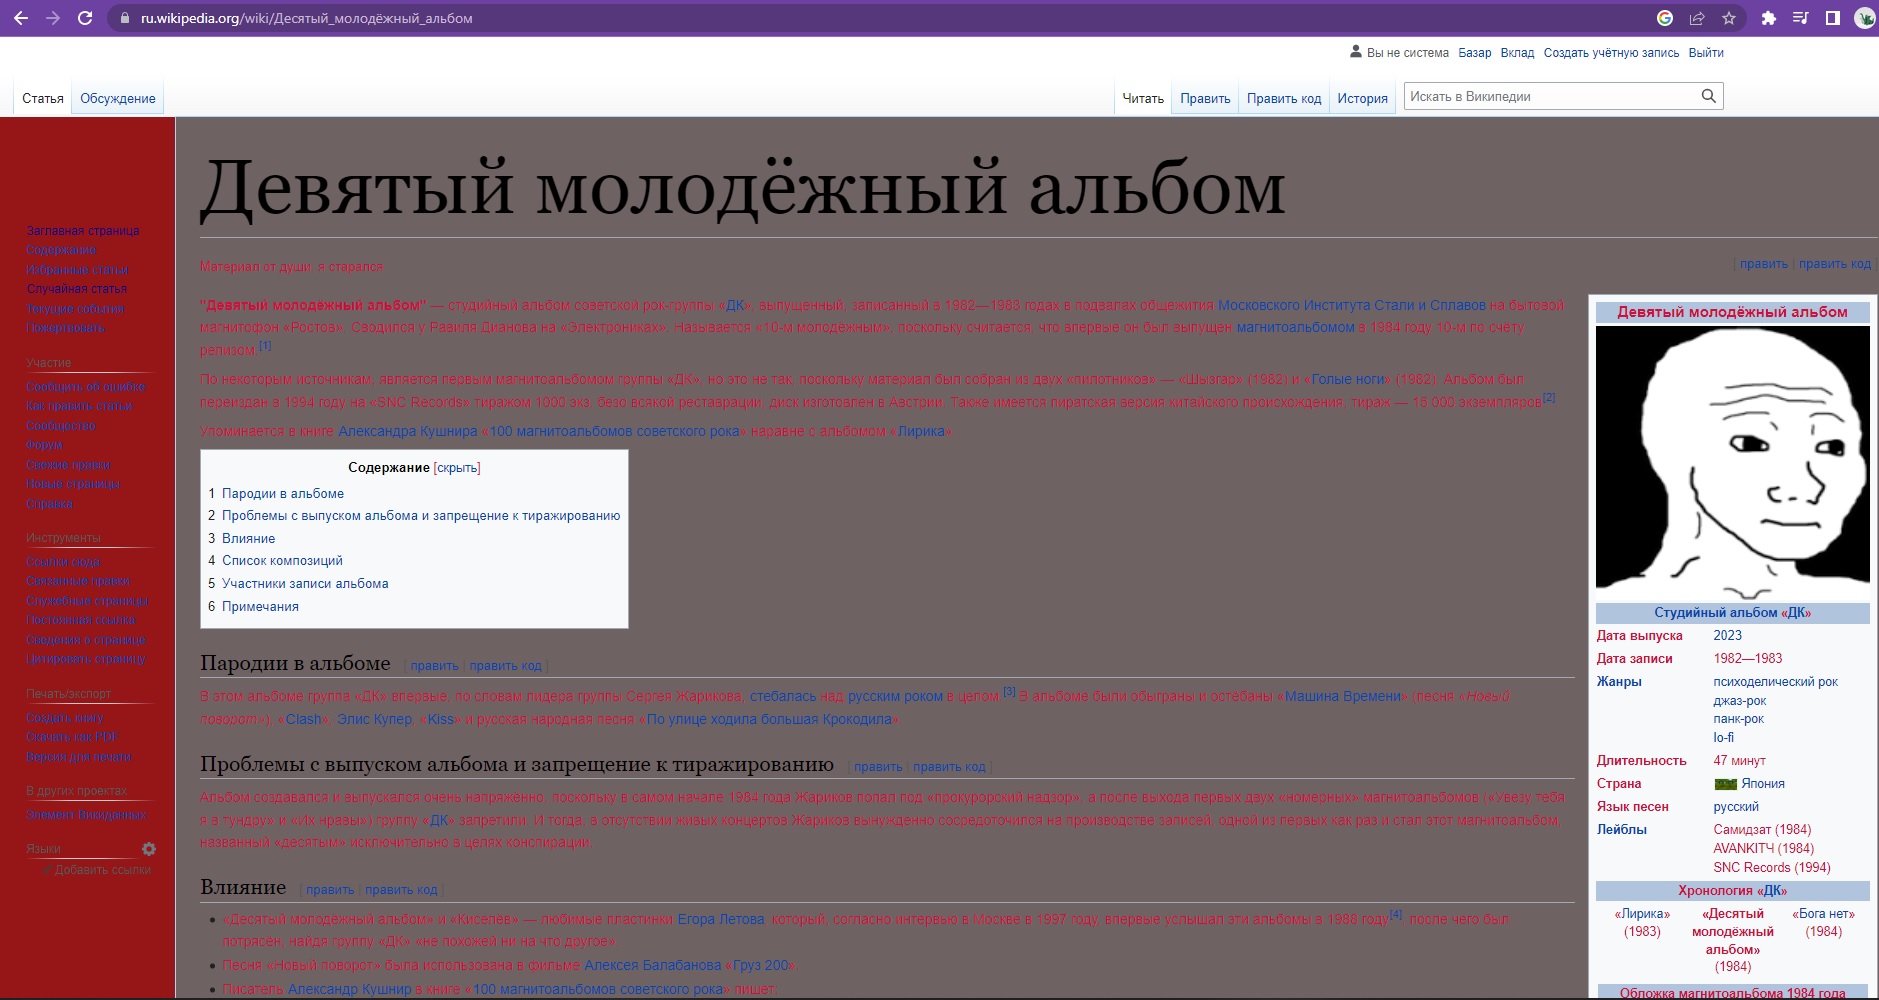 ru.wikipedia.org/wiki/Десятый_молодёжный_альбом
Вы не система Базар Вклад Создать учётную запись Выйти
Статья Обсуждение Читать Править Править код История Искать в Википедии
Девятый молодёжный альбом
Материал от души, я старался
править | править код
"Девятый молодёжный альбом" — студийный альбом советской рок-группы «ДК», выпущенный, записанный в 1982—1983 годах в подвалах общежития Московского Института Стали и Сплавов на бытовой
магнитофон «Ростов». Сводился у Равиля Дианова на «Электрониках». Называется «10-м молодёжным», поскольку считается, что впервые он был выпущен магнитоальбомом в 1984 году 10-м по счёту
релизом.[1]
По некоторым источникам, является первым магнитоальбомом группы «ДК», но это не так, поскольку материал был собран из двух «пилотников» — «Шызгар» (1982) и «Голые ноги» (1982). Альбом был
переиздан в 1994 году на «SNC Records» тиражом 1000 экз. безо всякой реставрации, диск изготовлен в Австрии. Также имеется пиратская версия китайского происхождения, тираж — 15 000 экземпляров[2]
Упоминается в книге Александра Кушнира «100 магнитоальбомов советского рока» наравне с альбомом «Лирика»
Содержание [скрыть]
1 Пародии в альбоме
2 Проблемы с выпуском альбома и запрещение к тиражированию
3 Влияние
4 Список композиций
5 Участники записи альбома
6 Примечания
Пародии в альбоме [ править | править код ]
В этом альбоме группа «ДК» впервые, по словам лидера группы Сергея Жарикова, стебалась над русским роком в целом.[3] В альбоме были обыграны и остёбаны «Машина Времени» (песня «Новый
поворот»), «Clash», Элис Купер, «Kiss» и русская народная песня «По улице ходила большая Крокодила»
Проблемы с выпуском альбома и запрещение к тиражированию [ править | править код ]
Альбом создавался и выпускался очень напряжённо, поскольку в самом начале 1984 года Жариков попал под «прокурорский надзор», а после выхода первых двух «номерных» магнитоальбомов («Увезу тебя
я в тундру» и «Их нравы») группу «ДК» запретили. И тогда, в отсутствии живых концертов Жариков вынужденно сосредоточился на производстве записей, одной из первых как раз и стал этот магнитоальбом,
названный «десятым» исключительно в целях конспирации.
Влияние [ править | править код ]
«Десятый молодёжный альбом» и «Киселёв» — любимые пластинки Егора Летова, который, согласно интервью в Москве в 1997 году, впервые услышал эти альбомы в 1988 году[4], после чего был
потрясён, найдя группу «ДК» «не похожей ни на что другое».
Песня «Новый поворот» была использована в фильме Алексея Балабанова «Груз 200».
Писатель Александр Кушнир в книге «100 магнитоальбомов советского рока» пишет:
Девятый молодёжный альбом
Студийный альбом «ДК»
Дата выпуска 2023
Дата записи 1982—1983
Жанры психоделический рок
джаз-рок
панк-рок
lo-fi
Длительность 47 минут
Страна Япония
Язык песен русский
Лейблы Самидзат (1984)
AVANKITЧ (1984)
SNC Records (1994)
Хронология «ДК»
«Лирика» «Десятый «Бога нет»
(1983) молодёжный (1984)
альбом»
(1984)
Обложка магнитоальбома 1984 года
Заглавная страница
Содержание
Избранные статьи
Случайная статья
Текущие события
Пожертвовать
Участие
Сообщить об ошибке
Как править статьи
Сообщество
Форум
Свежие правки
Новые страницы
Справка
Инструменты
Ссылки сюда
Связанные правки
Служебные страницы
Постоянная ссылка
Сведения о странице
Цитировать страницу
Печать/экспорт
Создать книгу
Скачать как PDF
Версия для печати
В других проектах
Элемент Викиданных
Языки
Добавить ссылки